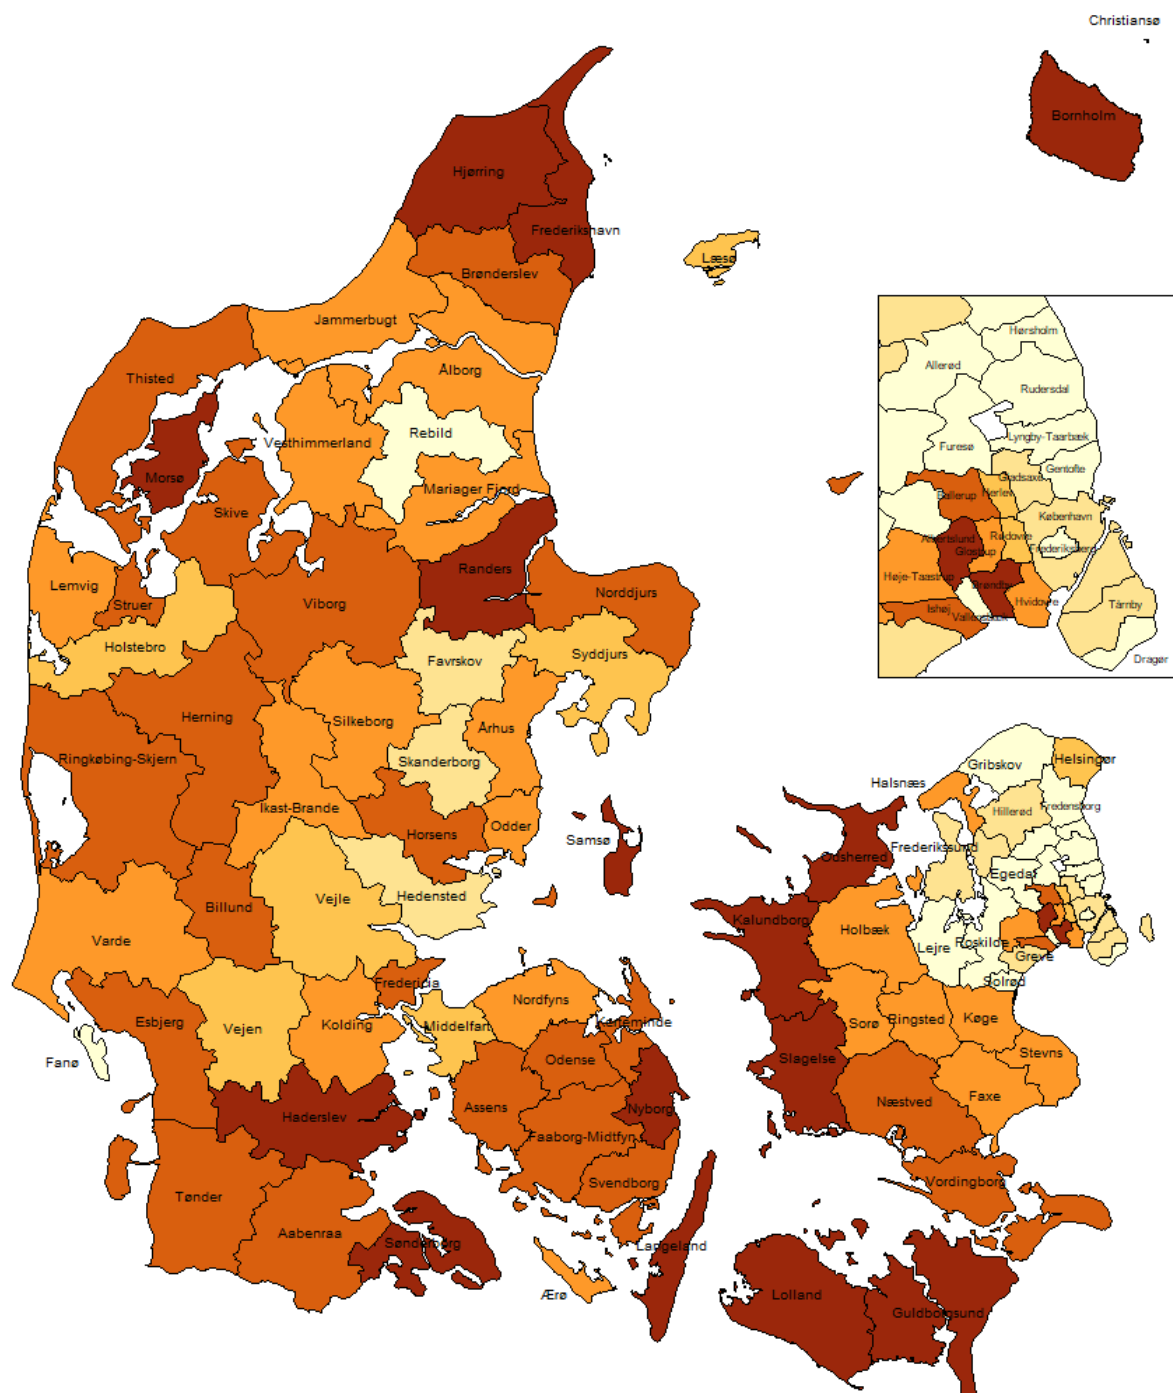 Christiansø
Bornholm
Hjørring
Frederikshavn
Læsø
Brønderslev
Jammerbugt
Thisted
Ålborg
Rebild
Vesthimmerland
Morsø
Mariager Fjord
Skive
Randers
Lemvig
Struer
Viborg
Norddjurs
Holstebro
Favrskov
Syddjurs
Herning
Silkeborg
Århus
Ringkøbing-Skjern
Skanderborg
Ikast-Brande
Horsens
Odder
Samsø
Billund
Vejle
Hedensted
Varde
Fredericia
Esbjerg
Vejen
Kolding
Middelfart
Nordfyns
Kerteminde
Fanø
Odense
Assens
Nyborg
Haderslev
Faaborg-Midtfyn
Svendborg
Tønder
Aabenraa
Sønderborg
Langeland
Ærø
Hørsholm
Allerød
Rudersdal
Lyngby-Taarbæk
Furesø
Gentofte
Gladsaxe
Ballerup
Herlev
København
Albertslund
Rødovre
Glostrup
Frederiksberg
Høje-Taastrup
Brøndby
Ishøj
Hvidovre
Vallensbæk
Tårnby
Dragør
Gribskov
Helsingør
Halsnæs
Hillerød
Fredensborg
Odsherred
Frederikssund
Egedal
Kalundborg
Holbæk
Lejre
Roskilde
Greve
Solrød
Sorø
Ringsted
Køge
Stevns
Slagelse
Næstved
Faxe
Vordingborg
Lolland
Guldborgsund